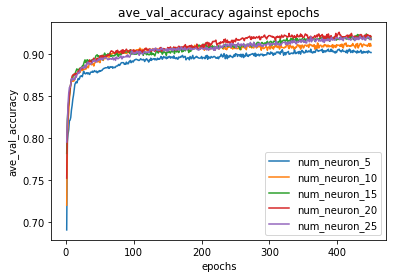 ave_val_accuracy against epochs
ave_val_accuracy
0.90
0.85
0.80
0.75
0.70
0
100
200
300
400
epochs
num_neuron_5
num_neuron_10
num_neuron_15
num_neuron_20
num_neuron_25